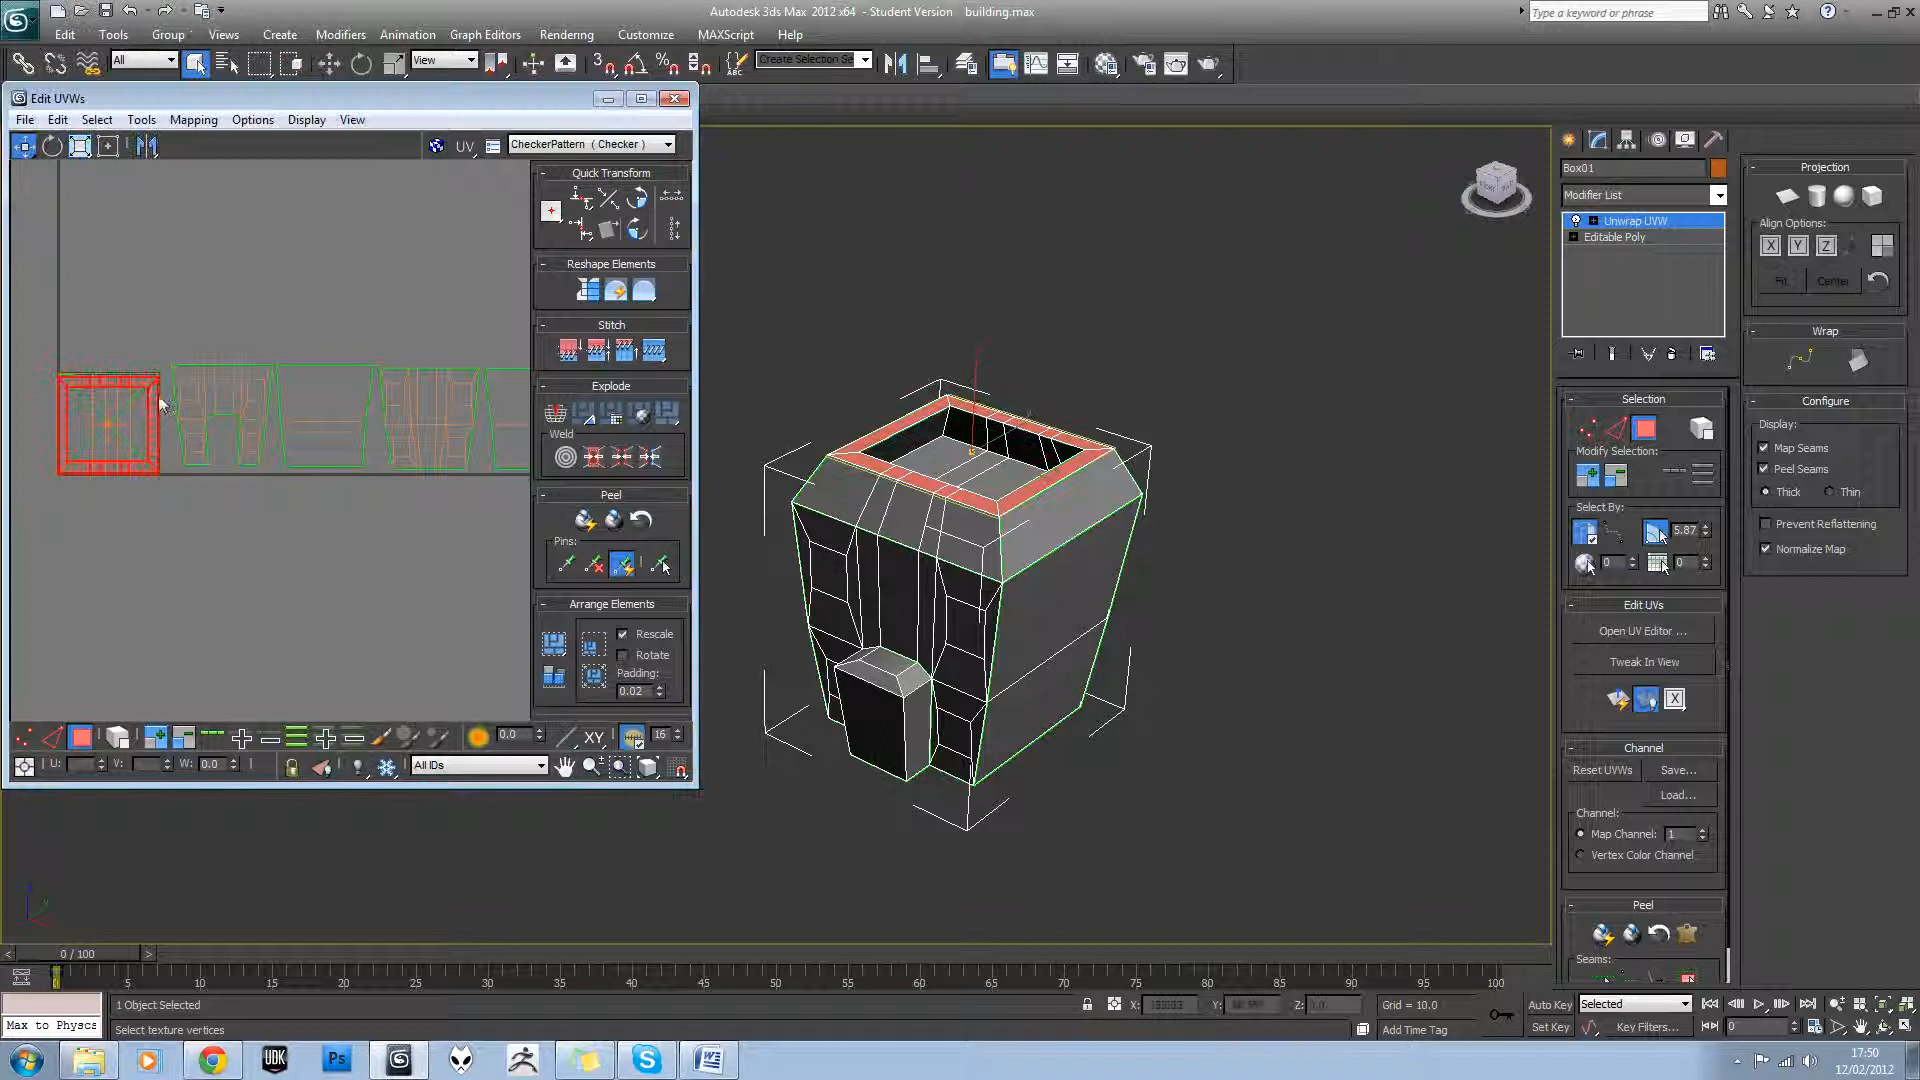 Autodesk 3ds Max 2012 x64 - Student Version building.max
Type a keyword or phrase
Edit Tools Group Views Create Modifiers Animation Graph Editors Rendering Customize MAXScript Help
All
View
Create Selection Se
Edit UVWs
File Edit Select Tools Mapping Options Display View
UV
CheckerPattern ( Checker )
Quick Transform
Reshape Elements
Stitch
Explode
Weld
Peel
Pins:
Arrange Elements
Rescale
Rotate
Padding:
0.02
0.0
XY
16
U:
V:
W: 0.0
All IDs
Box01
Modifier List
Unwrap UVW
Editable Poly
Selection
Modify Selection:
Select By:
5.87
0
0
Edit UVs
Open UV Editor ...
Tweak In View
X
Channel
Reset UVWs
Save...
Load...
Channel:
Map Channel: 1
Vertex Color Channel
Peel
Seams:
Projection
Align Options:
X Y Z
Fit
Center
Wrap
Configure
Display:
Map Seams
Peel Seams
Thick
Thin
Prevent Reflattening
Normalize Map
0 / 100
5 10 15 20 25 30 35 40 45 50 55 60 65 70 75 80 85 90 95 100
1 Object Selected
X:
Y:
Z:
Grid = 10.0
Auto Key
Selected
Max to Physcs
Select texture vertices
Add Time Tag
Set Key
Key Filters...
0
UDK
Ps
17:50
12/02/2012